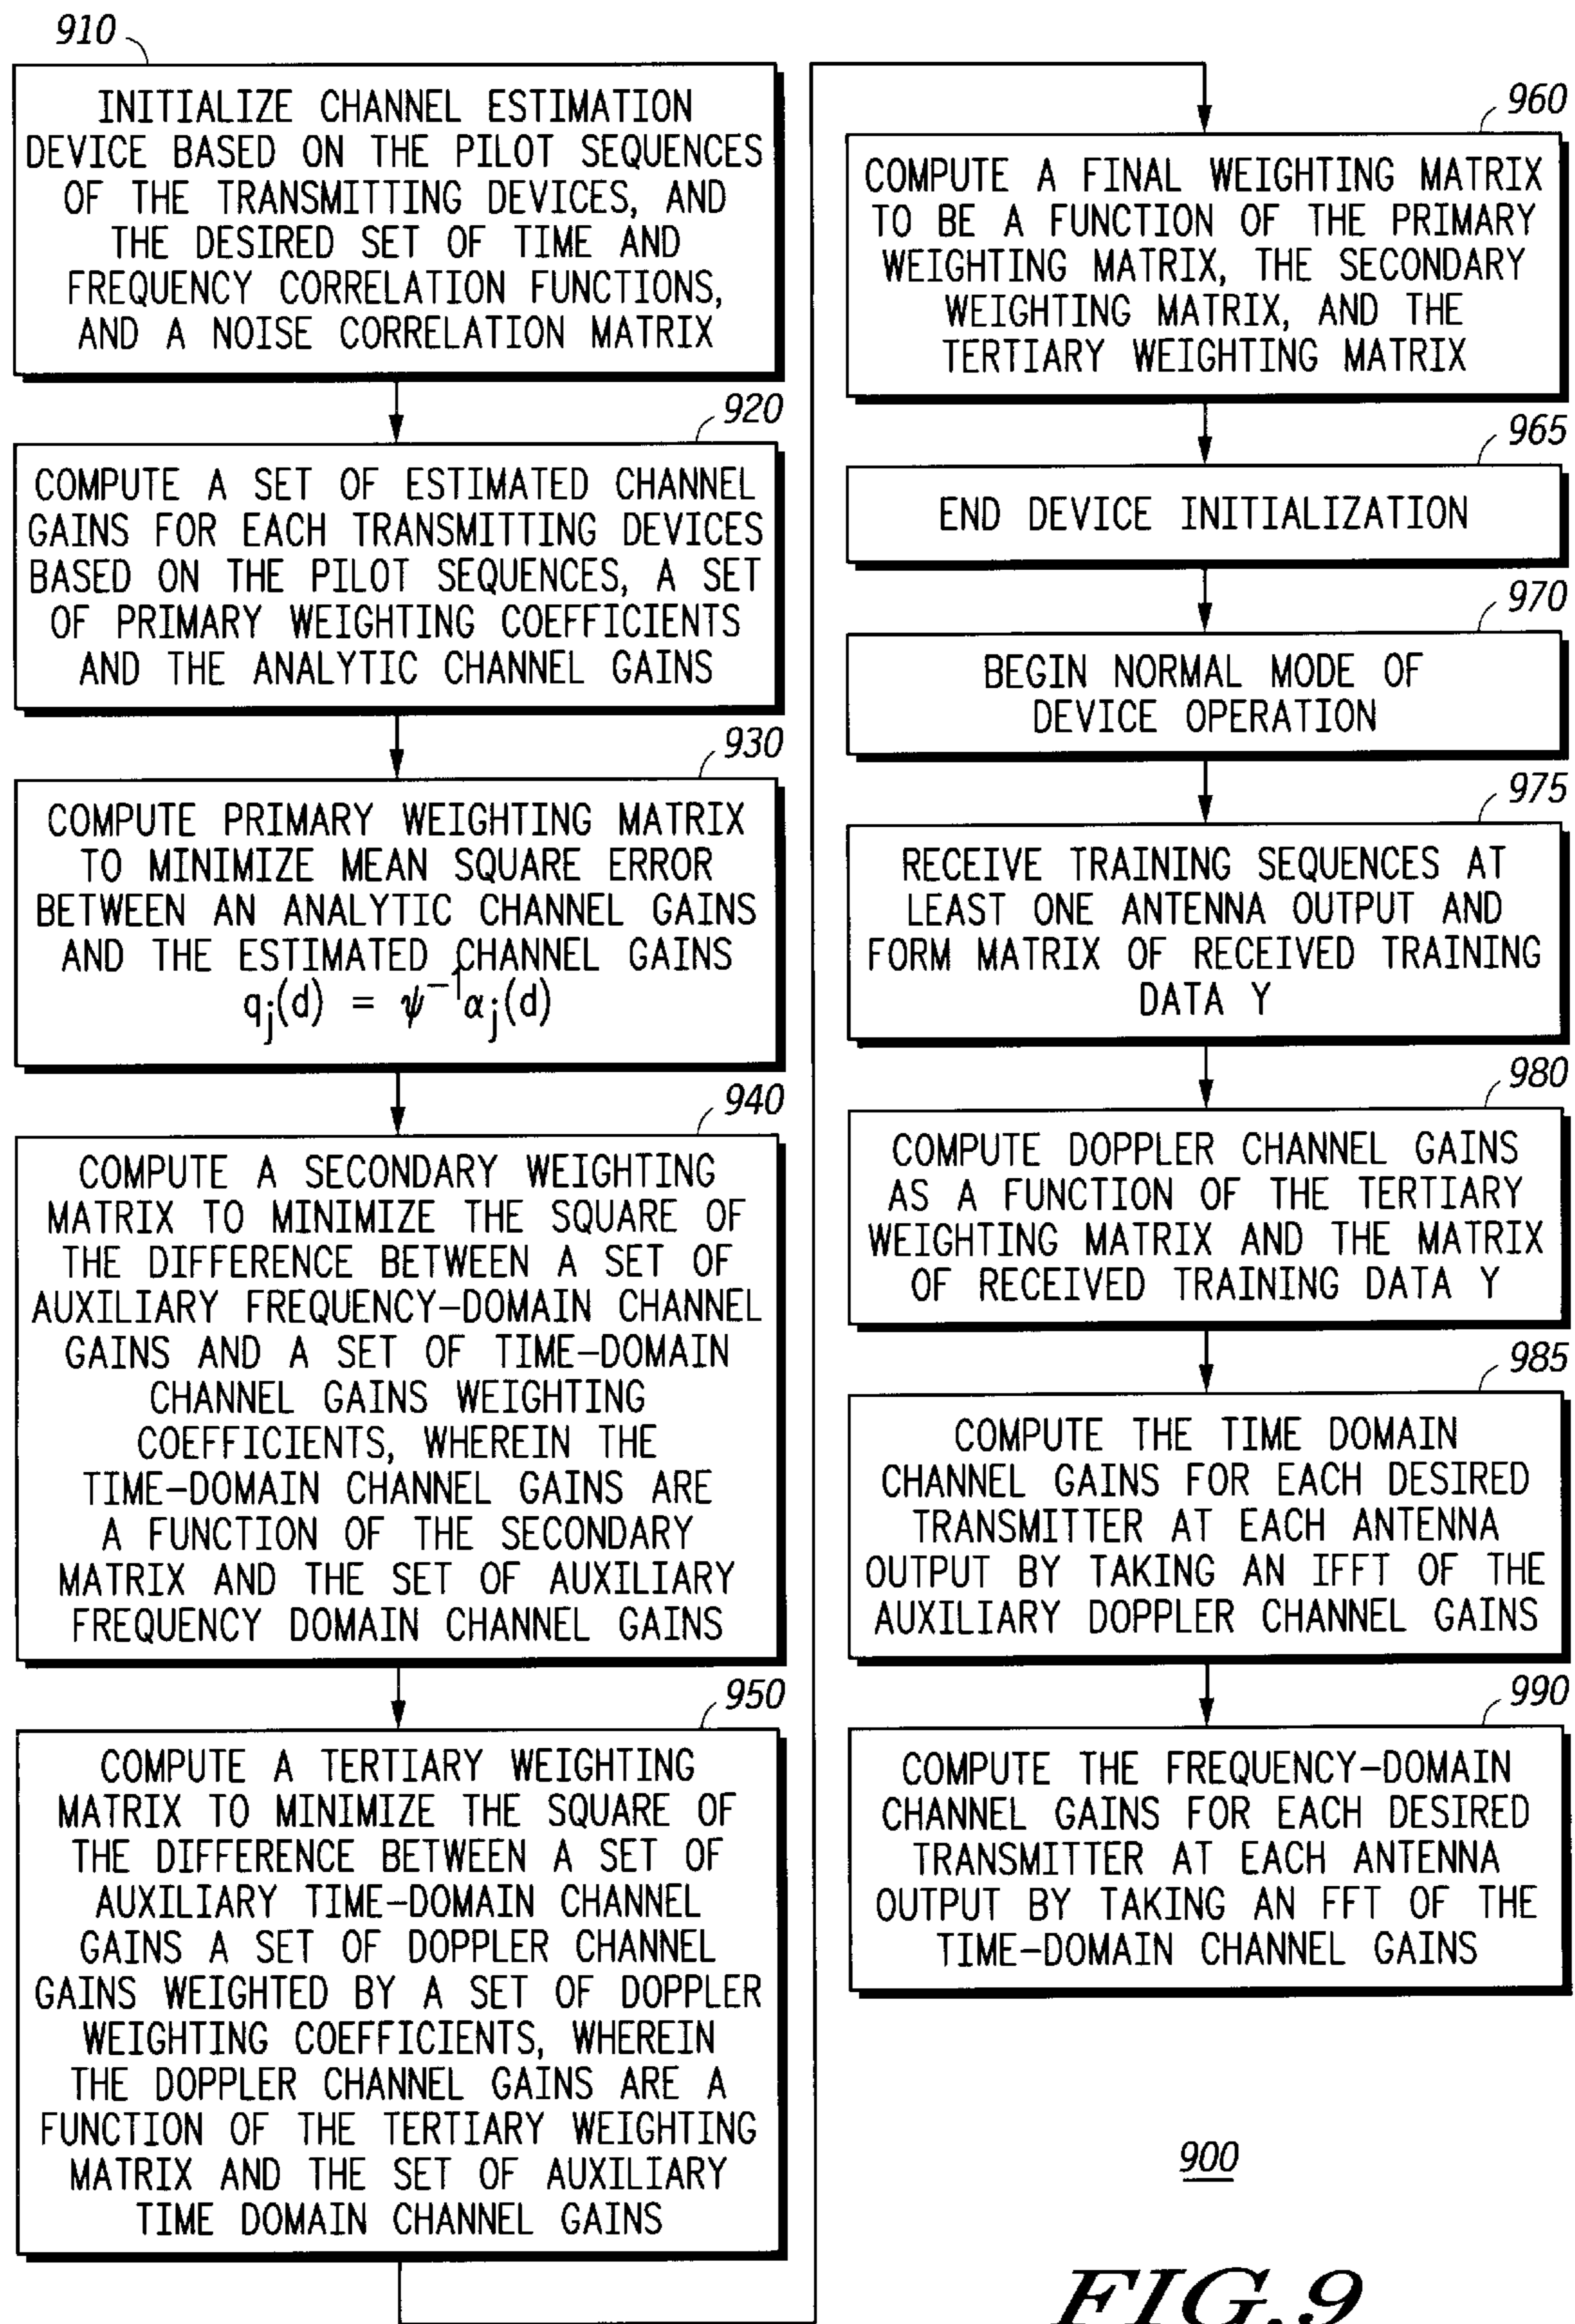 910
INITIALIZE CHANNEL ESTIMATION
DEVICE BASED ON THE PILOT SEQUENCES
OF THE TRANSMITTING DEVICES, AND
THE DESIRED SET OF TIME AND
FREQUENCY CORRELATION FUNCTIONS,
AND A NOISE CORRELATION MATRIX
920
COMPUTE A SET OF ESTIMATED CHANNEL
GAINS FOR EACH TRANSMITTING DEVICES
BASED ON THE PILOT SEQUENCES, A SET
OF PRIMARY WEIGHTING COEFFICIENTS
AND THE ANALYTIC CHANNEL GAINS
930
COMPUTE PRIMARY WEIGHTING MATRIX
TO MINIMIZE MEAN SQUARE ERROR
BETWEEN AN ANALYTIC CHANNEL GAINS
AND THE ESTIMATED CHANNEL GAINS
qj(d) = ψ⁻¹αj(d)
940
COMPUTE A SECONDARY WEIGHTING
MATRIX TO MINIMIZE THE SQUARE OF
THE DIFFERENCE BETWEEN A SET OF
AUXILIARY FREQUENCY-DOMAIN CHANNEL
GAINS AND A SET OF TIME-DOMAIN
CHANNEL GAINS WEIGHTING
COEFFICIENTS, WHEREIN THE
TIME-DOMAIN CHANNEL GAINS ARE
A FUNCTION OF THE SECONDARY
MATRIX AND THE SET OF AUXILIARY
FREQUENCY DOMAIN CHANNEL GAINS
950
COMPUTE A TERTIARY WEIGHTING
MATRIX TO MINIMIZE THE SQUARE OF
THE DIFFERENCE BETWEEN A SET OF
AUXILIARY TIME-DOMAIN CHANNEL
GAINS A SET OF DOPPLER CHANNEL
GAINS WEIGHTED BY A SET OF DOPPLER
WEIGHTING COEFFICIENTS, WHEREIN
THE DOPPLER CHANNEL GAINS ARE A
FUNCTION OF THE TERTIARY WEIGHTING
MATRIX AND THE SET OF AUXILIARY
TIME DOMAIN CHANNEL GAINS
960
COMPUTE A FINAL WEIGHTING MATRIX
TO BE A FUNCTION OF THE PRIMARY
WEIGHTING MATRIX, THE SECONDARY
WEIGHTING MATRIX, AND THE
TERTIARY WEIGHTING MATRIX
965
END DEVICE INITIALIZATION
970
BEGIN NORMAL MODE OF
DEVICE OPERATION
975
RECEIVE TRAINING SEQUENCES AT
LEAST ONE ANTENNA OUTPUT AND
FORM MATRIX OF RECEIVED TRAINING
DATA Y
980
COMPUTE DOPPLER CHANNEL GAINS
AS A FUNCTION OF THE TERTIARY
WEIGHTING MATRIX AND THE MATRIX
OF RECEIVED TRAINING DATA Y
985
COMPUTE THE TIME DOMAIN
CHANNEL GAINS FOR EACH DESIRED
TRANSMITTER AT EACH ANTENNA
OUTPUT BY TAKING AN IFFT OF THE
AUXILIARY DOPPLER CHANNEL GAINS
990
COMPUTE THE FREQUENCY-DOMAIN
CHANNEL GAINS FOR EACH DESIRED
TRANSMITTER AT EACH ANTENNA
OUTPUT BY TAKING AN FFT OF THE
TIME-DOMAIN CHANNEL GAINS
900
FIG.9